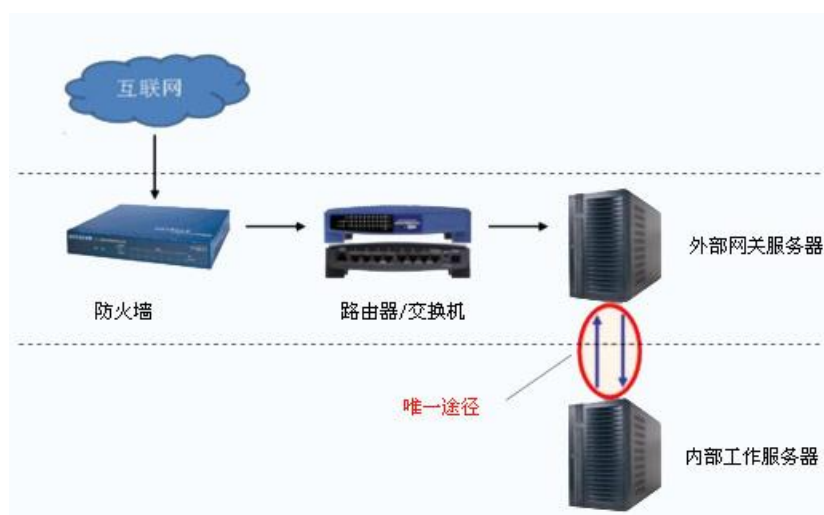 互联网
外部网关服务器
防火墙
路由器/交换机
唯一途径
内部工作服务器